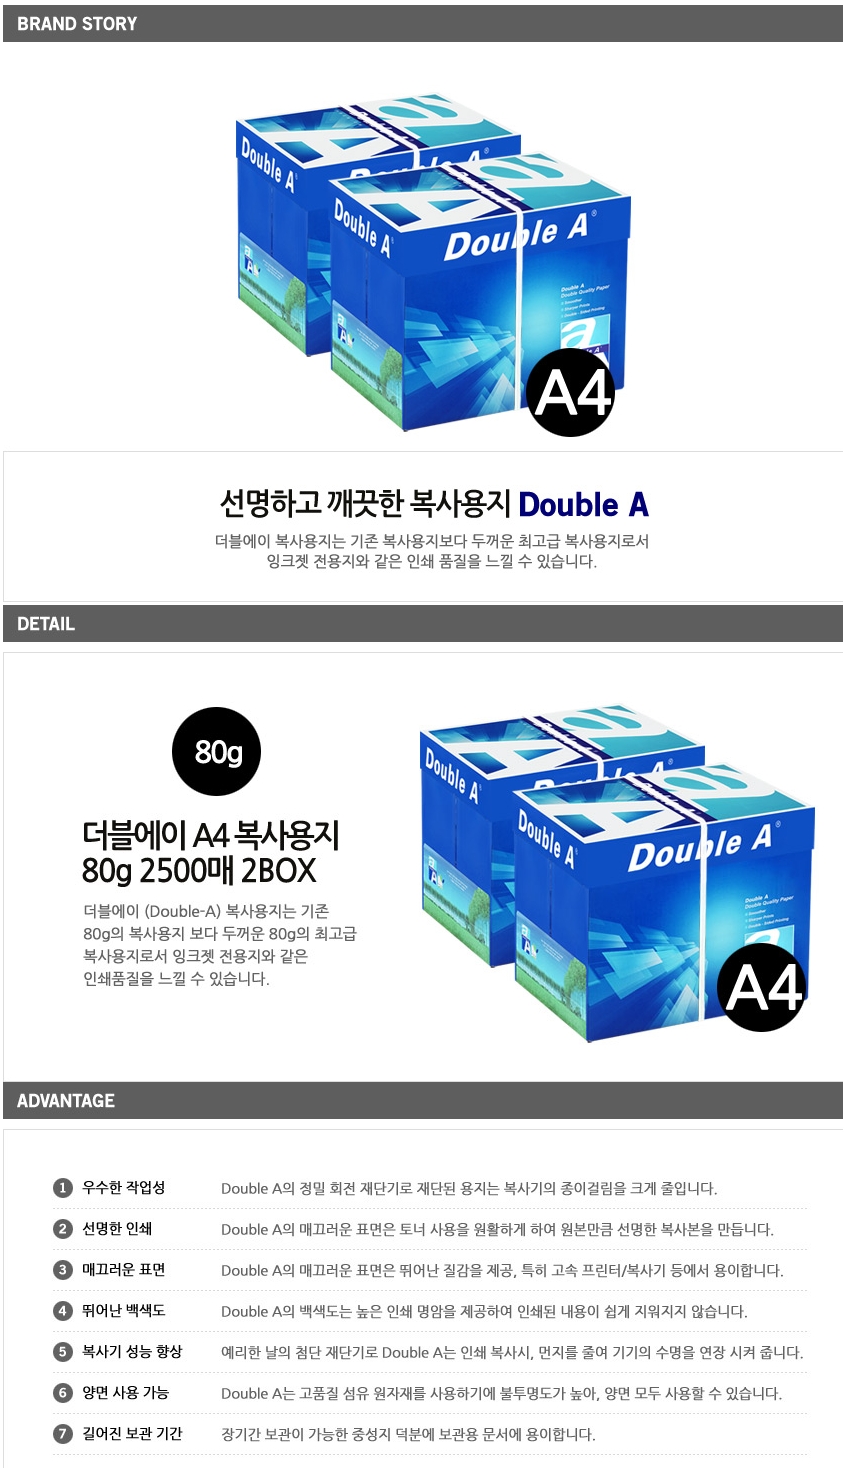 BRAND STORY
Double A
Double A
Double A
Double A
Double A
Double Quality Paper
A4
선명하고 깨끗한 복사용지 Double A
더블에이 복사용지는 기존 복사용지보다 두꺼운 최고급 복사용지로서
잉크젯 전용지와 같은 인쇄 품질을 느낄 수 있습니다.
DETAIL
80g
더블에이 A4 복사용지
80g 2500매 2BOX
더블에이 (Double-A) 복사용지는 기존
80g의 복사용지 보다 두꺼운 80g의 최고급
복사용지로서 잉크젯 전용지와 같은
인쇄품질을 느낄 수 있습니다.
Double A
Double A
Double A
Double A
Double A
Double Quality Paper
A4
ADVANTAGE
1 우수한 작업성 Double A의 정밀 회전 재단기로 재단된 용지는 복사기의 종이걸림을 크게 줄입니다.
2 선명한 인쇄 Double A의 매끄러운 표면은 토너 사용을 원활하게 하여 원본만큼 선명한 복사본을 만듭니다.
3 매끄러운 표면 Double A의 매끄러운 표면은 뛰어난 질감을 제공, 특히 고속 프린터/복사기 등에서 용이합니다.
4 뛰어난 백색도 Double A의 백색도는 높은 인쇄 명암을 제공하여 인쇄된 내용이 쉽게 지워지지 않습니다.
5 복사기 성능 향상 예리한 날의 첨단 재단기로 Double A는 인쇄 복사시, 먼지를 줄여 기기의 수명을 연장 시켜 줍니다.
6 양면 사용 가능 Double A는 고품질 섬유 원자재를 사용하기에 불투명도가 높아, 양면 모두 사용할 수 있습니다.
7 길어진 보관 기간 장기간 보관이 가능한 중성지 덕분에 보관용 문서에 용이합니다.